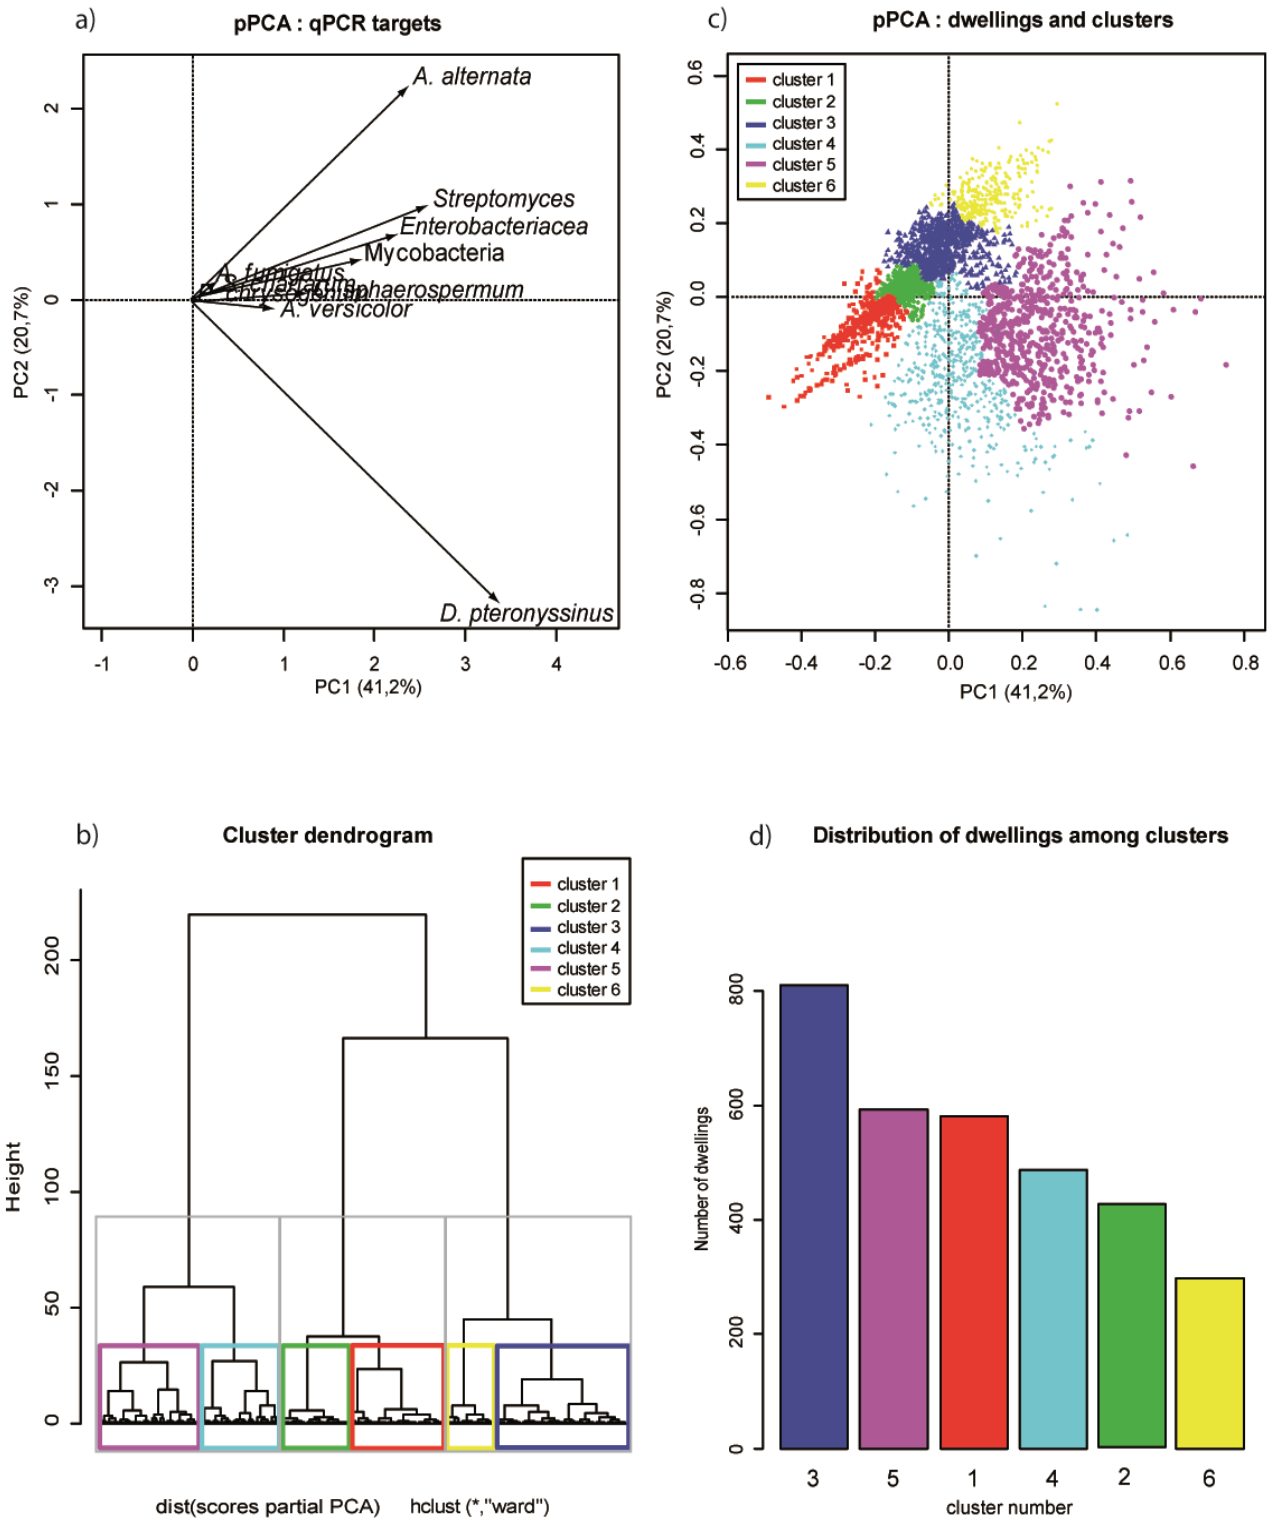 a)
pPCA : qPCR targets
PC2 (20,7%)
2
1
0
-1
-2
-3
A. alternata
Streptomyces
Enterobacteriacea
Mycobacteria
A. fumigatus
chrysogenum
sphaerospermum
A. versicolor
D. pteronyssinus
-1 0 1 2 3 4
PC1 (41,2%)
c)
pPCA : dwellings and clusters
cluster 1
cluster 2
cluster 3
cluster 4
cluster 5
cluster 6
PC2 (20,7%)
0.6
0.4
0.2
0.0
-0.2
-0.4
-0.6
-0.8
-0.6 -0.4 -0.2 0.0 0.2 0.4 0.6 0.8
PC1 (41,2%)
b)
Cluster dendrogram
cluster 1
cluster 2
cluster 3
cluster 4
cluster 5
cluster 6
Height
200
150
100
50
0
dist(scores partial PCA) hclust (*,"ward")
d)
Distribution of dwellings among clusters
Number of dwellings
800
600
400
200
0
3 5 1 4 2 6
cluster number